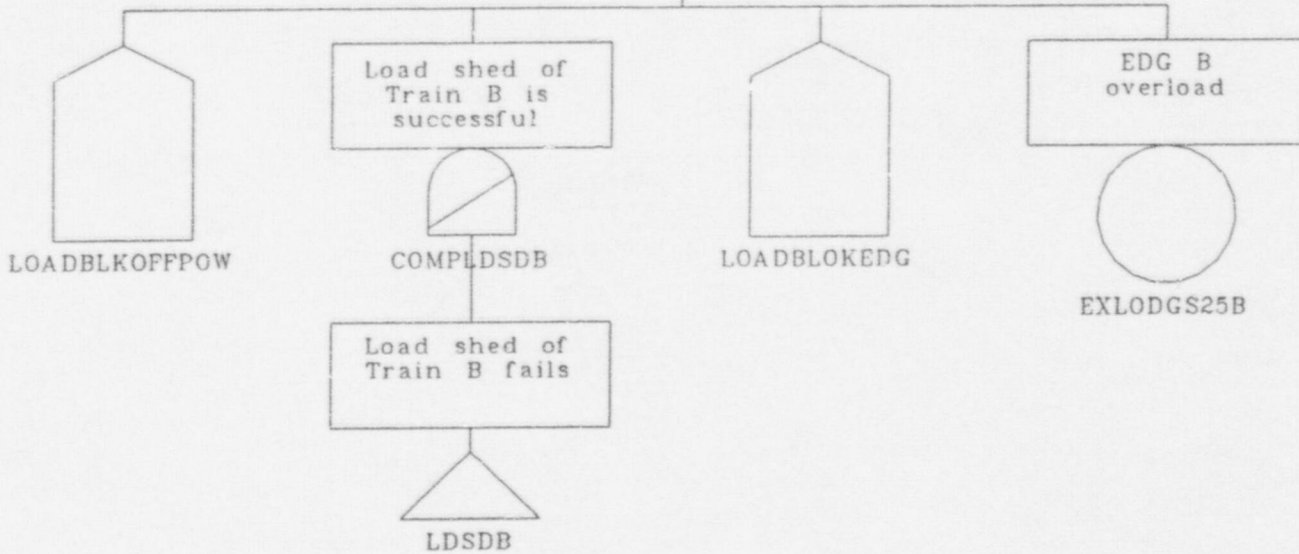 Load shed of
Train B is
successful
EDG B
overload
LOADBLKOFFPOW
COMPLDSDB
LOADBLOKEDG
EXLODGS25B
Load shed of
Train B fails
LDSDB